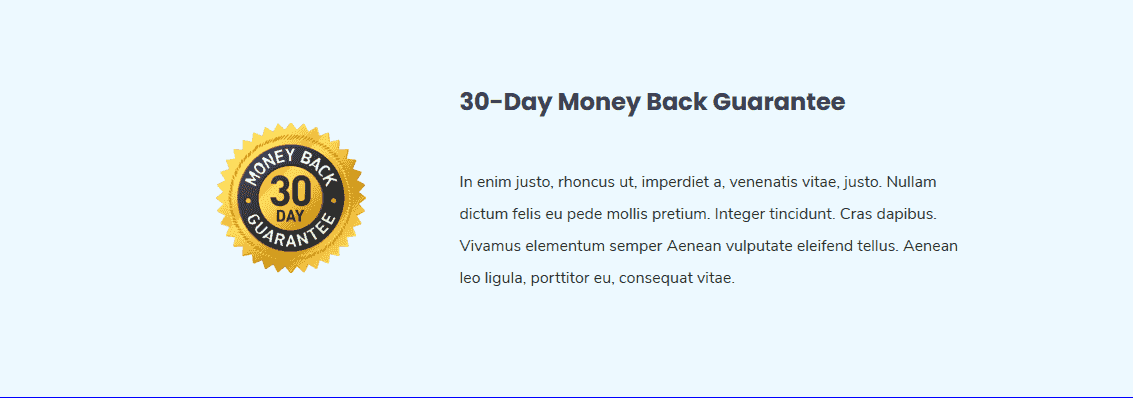 30-Day Money Back Guarantee
MONEY BACK
30
DAY
GUARANTEE
In enim justo, rhoncus ut, imperdiet a, venenatis vitae, justo. Nullam
dictum felis eu pede mollis pretium. Integer tincidunt. Cras dapibus.
Vivamus elementum semper Aenean vulputate eleifend tellus. Aenean
leo ligula, porttitor eu, consequat vitae.